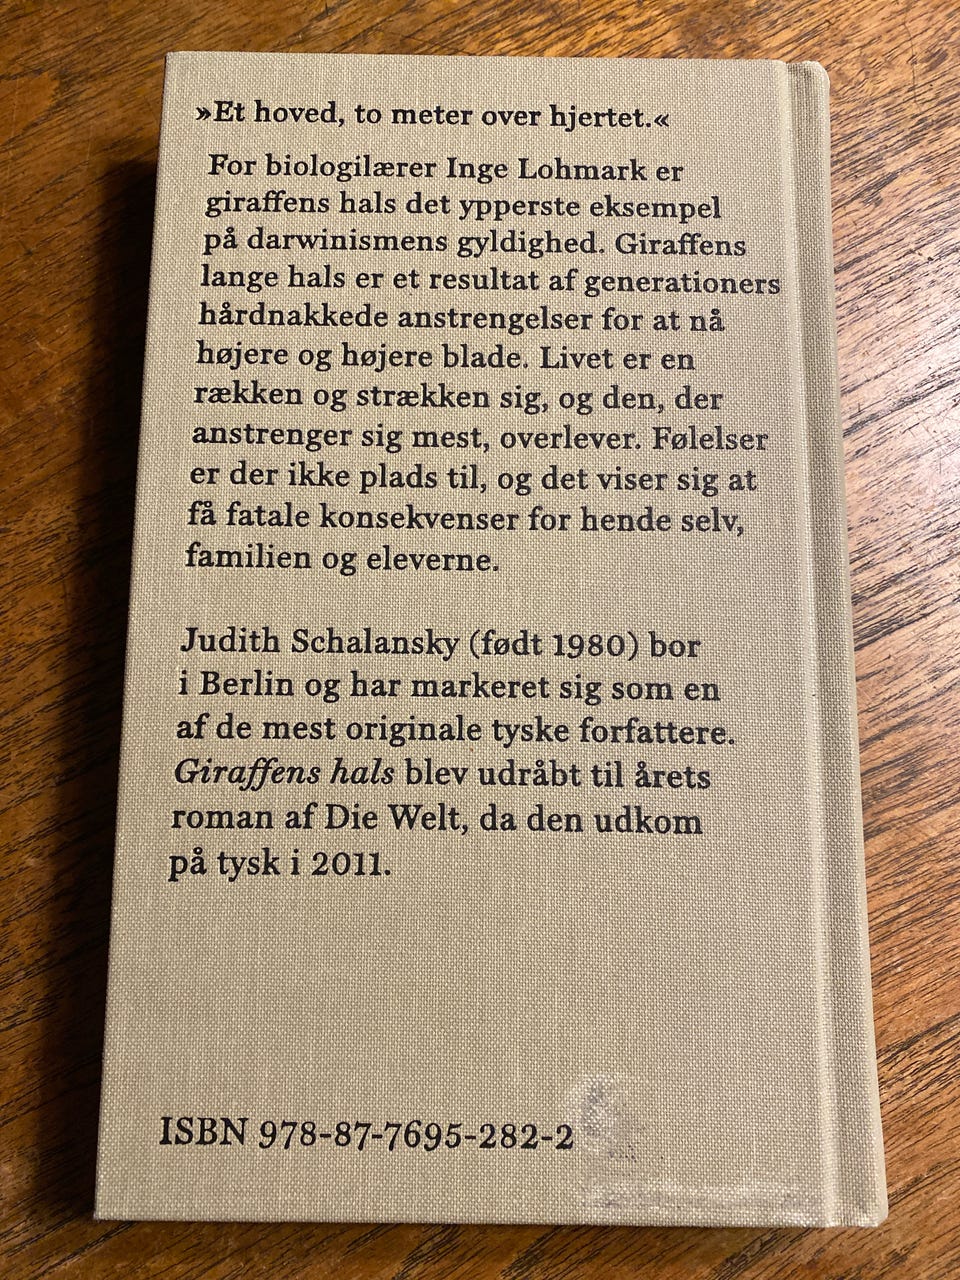 »Et hoved, to meter over hjertet.«
For biologilærer Inge Lohmark er
giraffens hals det ypperste eksempel
på darwinismens gyldighed. Giraffens
lange hals er et resultat af generationers
hårdnakkede anstrengelser for at nå
højere og højere blade. Livet er en
rækken og strækken sig, og den, der
anstrenger sig mest, overlever. Følelser
er der ikke plads til, og det viser sig at
få fatale konsekvenser for hende selv,
familien og eleverne.
Judith Schalansky (født 1980) bor
i Berlin og har markeret sig som en
af de mest originale tyske forfattere.
Giraffens hals blev udråbt til årets
roman af Die Welt, da den udkom
på tysk i 2011.
ISBN 978-87-7695-282-2